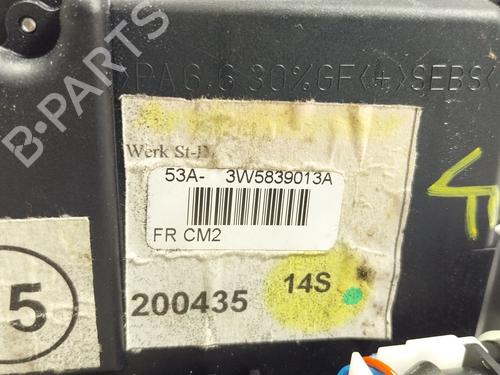 >PA6.6 30%GF<4>SEBS<
Werk St-D
53A- 3W5839013A
FR CM2
200435 14S
5
B-PARTS